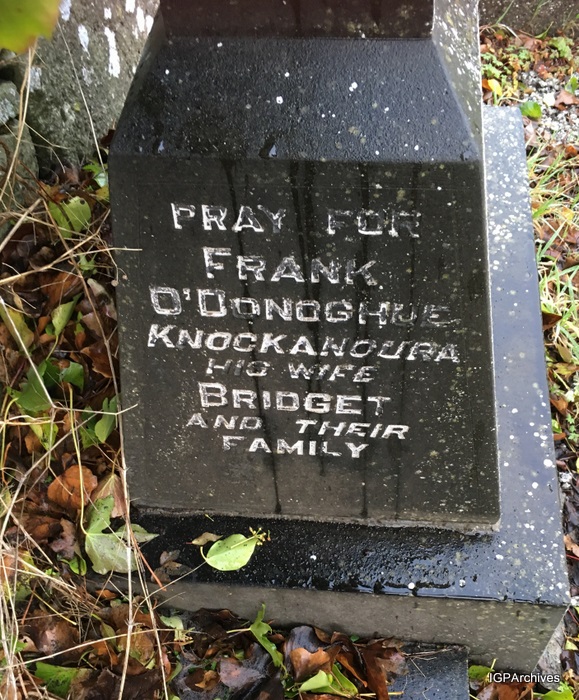 PRAY FOR
FRANK
O'DONOGHUE
KNOCKANOURA
HIS WIFE
BRIDGET
AND THEIR
FAMILY
IGPArchives